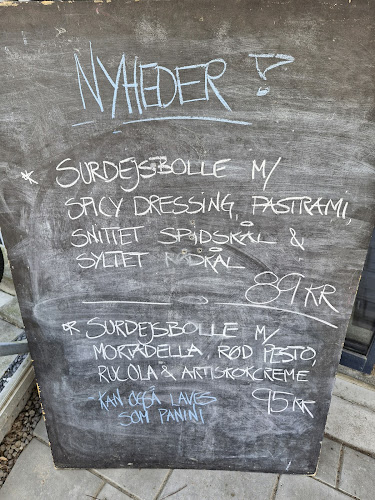 NYHEDER !
* SURDEJSBOLLE M/
SPICY DRESSING, PASTRAMI,
SNITTET SPIDSKÅL &
SYLTET RØDKÅL
89 KR
* SURDEJSBOLLE M/
MORTADELLA, RØD PESTO,
RUCOLA & ARTISKOKCREME
KAN OGSÅ LAVES 95 KR
SOM PANINI